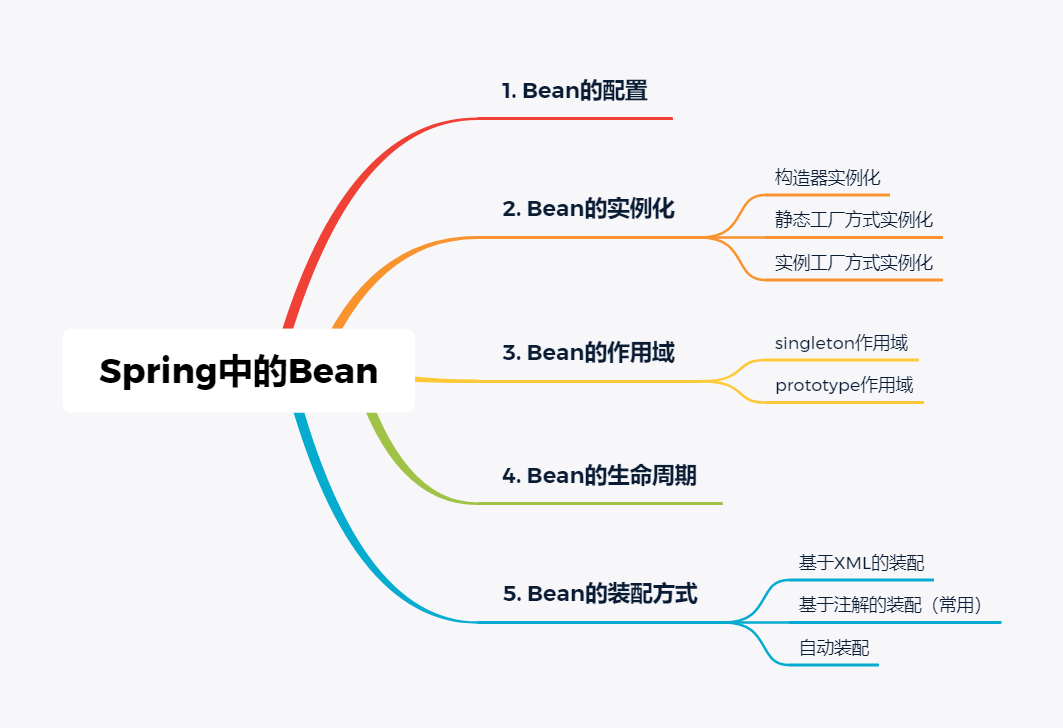 Spring中的Bean
1. Bean的配置
2. Bean的实例化
构造器实例化
静态工厂方式实例化
实例工厂方式实例化
3. Bean的作用域
singleton作用域
prototype作用域
4. Bean的生命周期
5. Bean的装配方式
基于XML的装配
基于注解的装配（常用）
自动装配